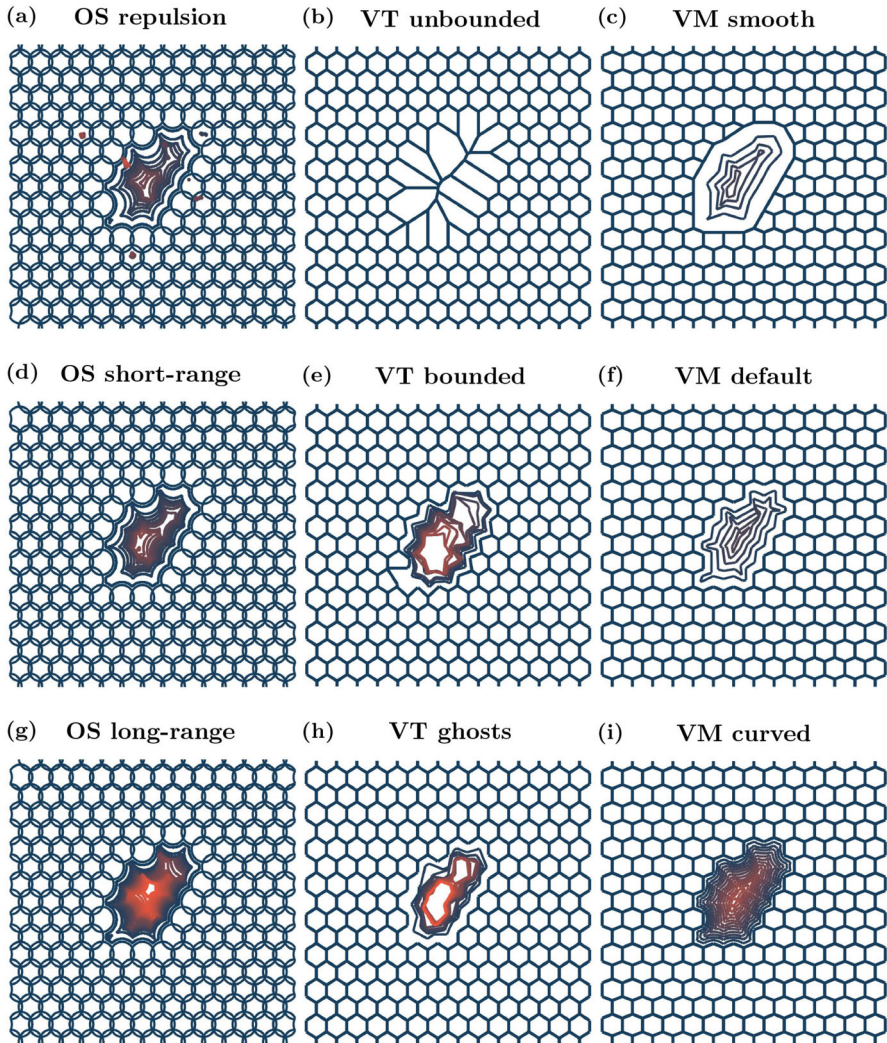 (a) OS repulsion
(b) VT unbounded
(c) VM smooth
(d) OS short-range
(e) VT bounded
(f) VM default
(g) OS long-range
(h) VT ghosts
(i) VM curved